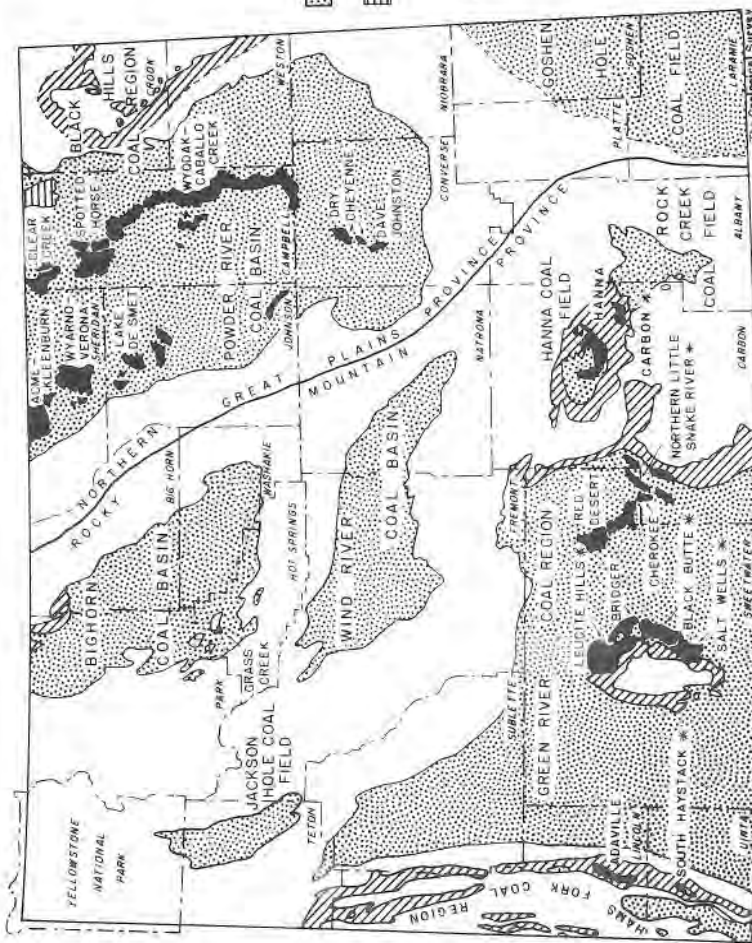 YELLOWSTONE
NATIONAL
PARK
JACKSON
HOLE COAL
FIELD
TETON
PARK
GRASS
CREEK
BIGHORN
COAL BASIN
BIG HORN
WASHAKIE
HOT SPRINGS
WIND RIVER
COAL BASIN
FREMONT
NATRONA
NORTHERN GREAT PLAINS PROVINCE
ROCKY MOUNTAIN PROVINCE
ACME-
KLEENBURN
WYARNO-
VERONA
SHERIDAN
LAKE
DE SMET
CLEAR
CREEK
SPOTTED
HORSE
POWDER RIVER
COAL BASIN
JOHNSON
CAMPBELL
COAL
WYODAK-
CABALLO
CREEK
BLACK
HILLS
REGION
CROOK
WESTON
DRY
CHEYENNE
DAVE
JOHNSTON
CONVERSE
NIOBRARA
GOSHEN
HOLE
GOSHEN
COAL FIELD
PLATTE
LARAMIE
ALBANY
ROCK
CREEK
FIELD
COAL
HANNA COAL
FIELD
HANNA
CARBON *
CARBON
NORTHERN LITTLE
SNAKE RIVER *
SUBLETTE
GREEN RIVER COAL REGION
LEUCITE HILLS *
BRIDGER
RED
DESERT
CHEROKEE
BLACK BUTTE *
SALT WELLS *
SWEETWATER
SOUTH HAYSTACK *
ADAVILLE
LINCOLN
UINTA
HAMS FORK COAL REGION